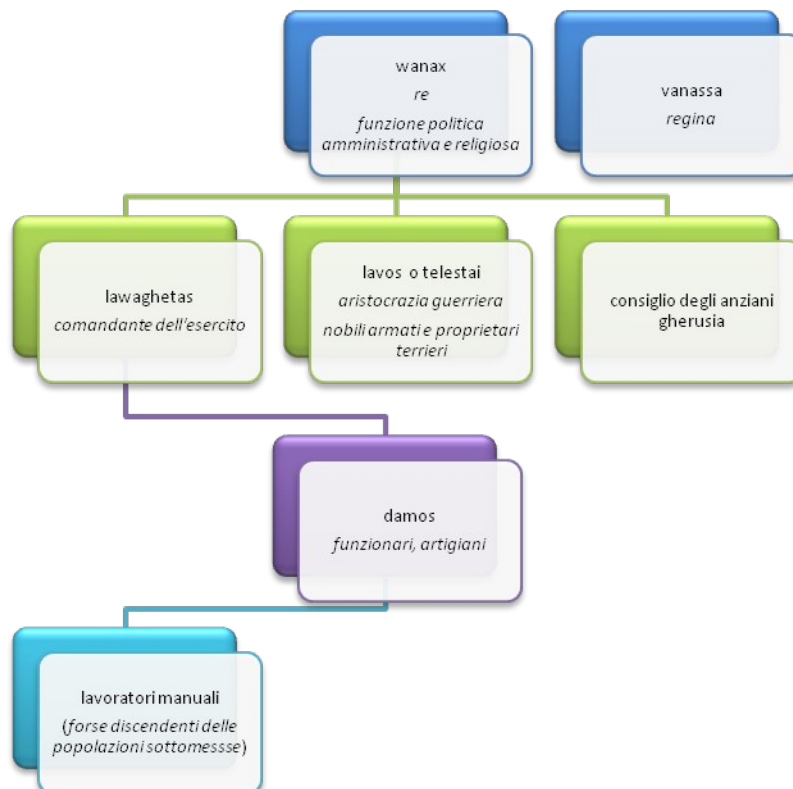 wanax
re
funzione politica
amministrativa e religiosa
vanassa
regina
lawaghetas
comandante dell'esercito
lavos o telestai
aristocrazia guerriera
nobili armati e proprietari
terrieri
consiglio degli anziani
gherusia
damos
funzionari, artigiani
lavoratori manuali
(forse discendenti delle
popolazioni sottomessse)